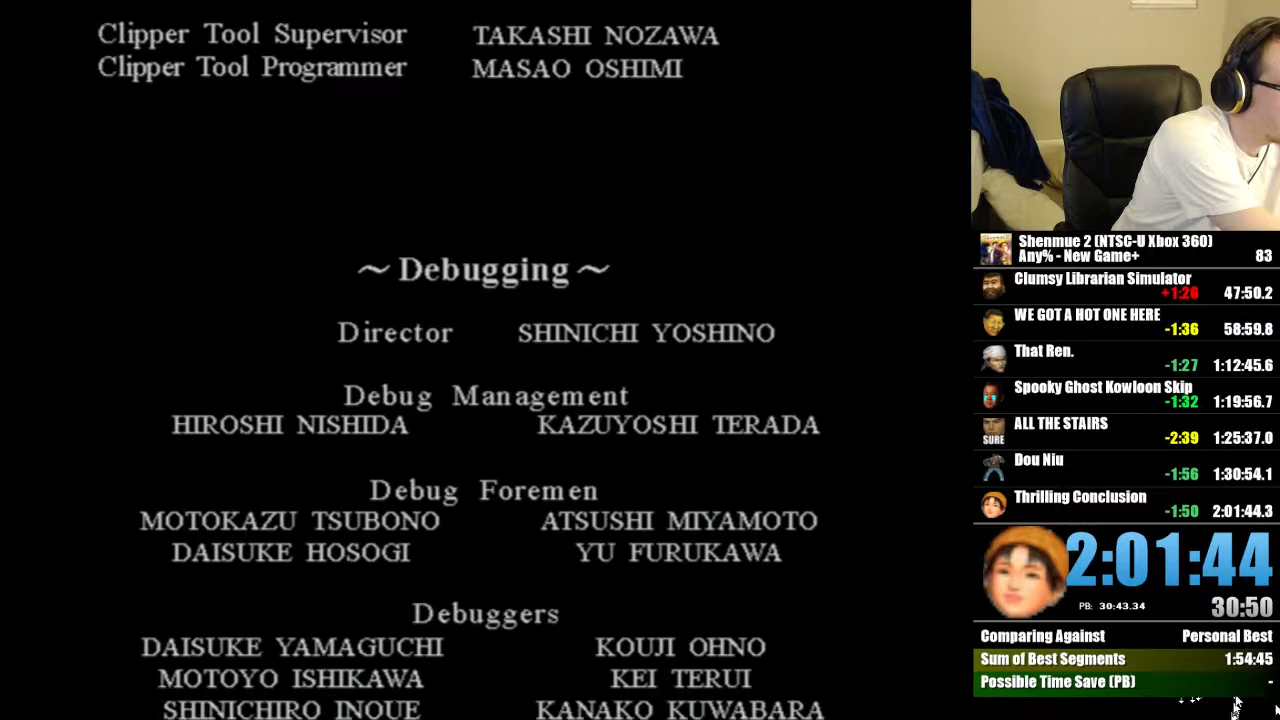 Clipper Tool Supervisor TAKASHI NOZAWA
Clipper Tool Programmer MASAO OSHIMI
～Debugging～
Director SHINICHI YOSHINO
Debug Management
HIROSHI NISHIDA KAZUYOSHI TERADA
Debug Foremen
MOTOKAZU TSUBONO ATSUSHI MIYAMOTO
DAISUKE HOSOGI YU FURUKAWA
Debuggers
DAISUKE YAMAGUCHI KOUJI OHNO
MOTOYO ISHIKAWA KEI TERUI
SHINICHIRO INOUE KANAKO KUWABARA
Shenmue 2 (NTSC-U Xbox 360)
Any% - New Game+ 83
Clumsy Librarian Simulator
+1:26 47:50.2
WE GOT A HOT ONE HERE
-1:36 58:59.8
That Ren.
-1:27 1:12:45.6
Spooky Ghost Kowloon Skip
-1:32 1:19:56.7
ALL THE STAIRS
SURE -2:39 1:25:37.0
Dou Niu
-1:56 1:30:54.1
Thrilling Conclusion
-1:50 2:01:44.3
2:01:44
PB: 30:43.34 30:50
Comparing Against Personal Best
Sum of Best Segments 1:54:45
Possible Time Save (PB) -